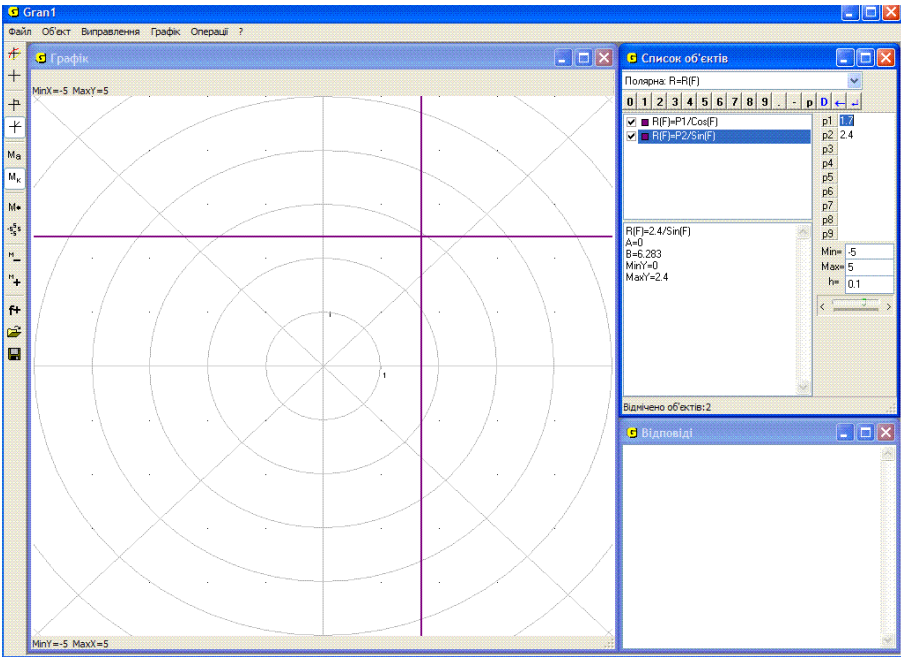 Gran1
Файл Об'єкт Виправлення Графік Операції ?
Графік
MinX=-5 MaxY=5
1
1
MinY=-5 MaxX=5
Ma
Мк
M
M
M
f+
Список об'єктів
Полярна: R=R(F)
0 1 2 3 4 5 6 7 8 9 . - p D ← ↵
R(F)=P1/Cos(F)
R(F)=P2/Sin(F)
p1 1.7
p2 2.4
p3
p4
p5
p6
p7
p8
p9
R(F)=2.4/Sin(F)
A=0
B=6.283
MinY=0
MaxY=2.4
Min= -5
Max= 5
h= 0.1
< >
Відмічено об'єктів:2
Відповіді